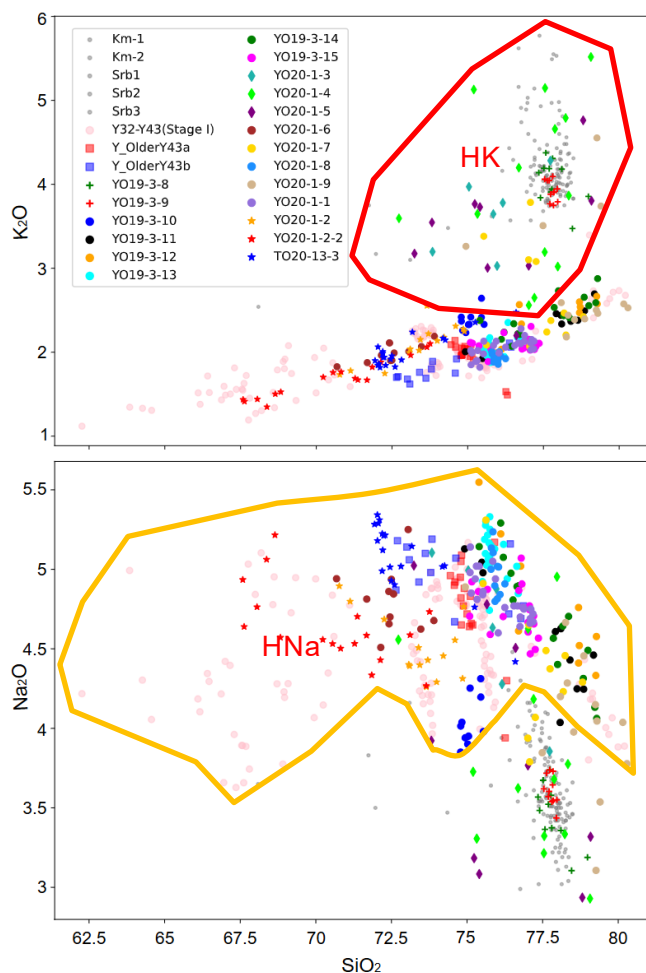 6
5
4
3
2
1
K₂O
Km-1
Km-2
Srb1
Srb2
Srb3
Y32-Y43(Stage I)
Y_OlderY43a
Y_OlderY43b
YO19-3-8
YO19-3-9
YO19-3-10
YO19-3-11
YO19-3-12
YO19-3-13
YO19-3-14
YO19-3-15
YO20-1-3
YO20-1-4
YO20-1-5
YO20-1-6
YO20-1-7
YO20-1-8
YO20-1-9
YO20-1-1
YO20-1-2
YO20-1-2-2
TO20-13-3
HK
5.5
5
4.5
4
3.5
3
Na₂O
HNa
62.5
65
67.5
70
72.5
75
77.5
80
SiO₂